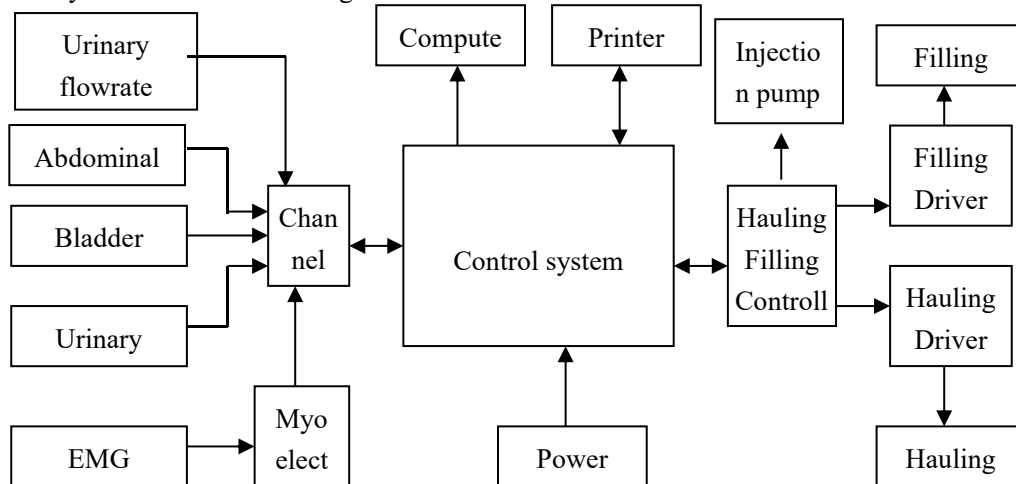 Urinary
flowrate
Compute
Printer
Injectio
n pump
Filling
Abdominal
Bladder
Urinary
EMG
Chan
nel
Myo
elect
Control system
Power
Hauling
Filling
Controll
Filling
Driver
Hauling
Driver
Hauling